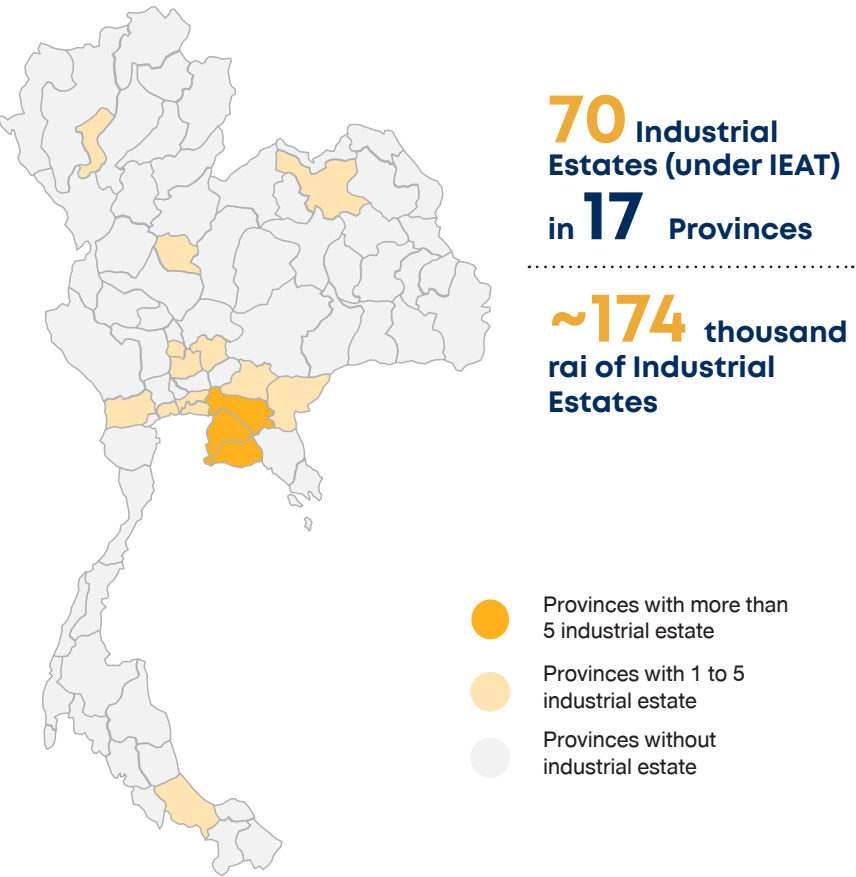 70 Industrial
Estates (under IEAT)
in 17 Provinces
~174 thousand
rai of Industrial
Estates
Provinces with more than
5 industrial estate
Provinces with 1 to 5
industrial estate
Provinces without
industrial estate